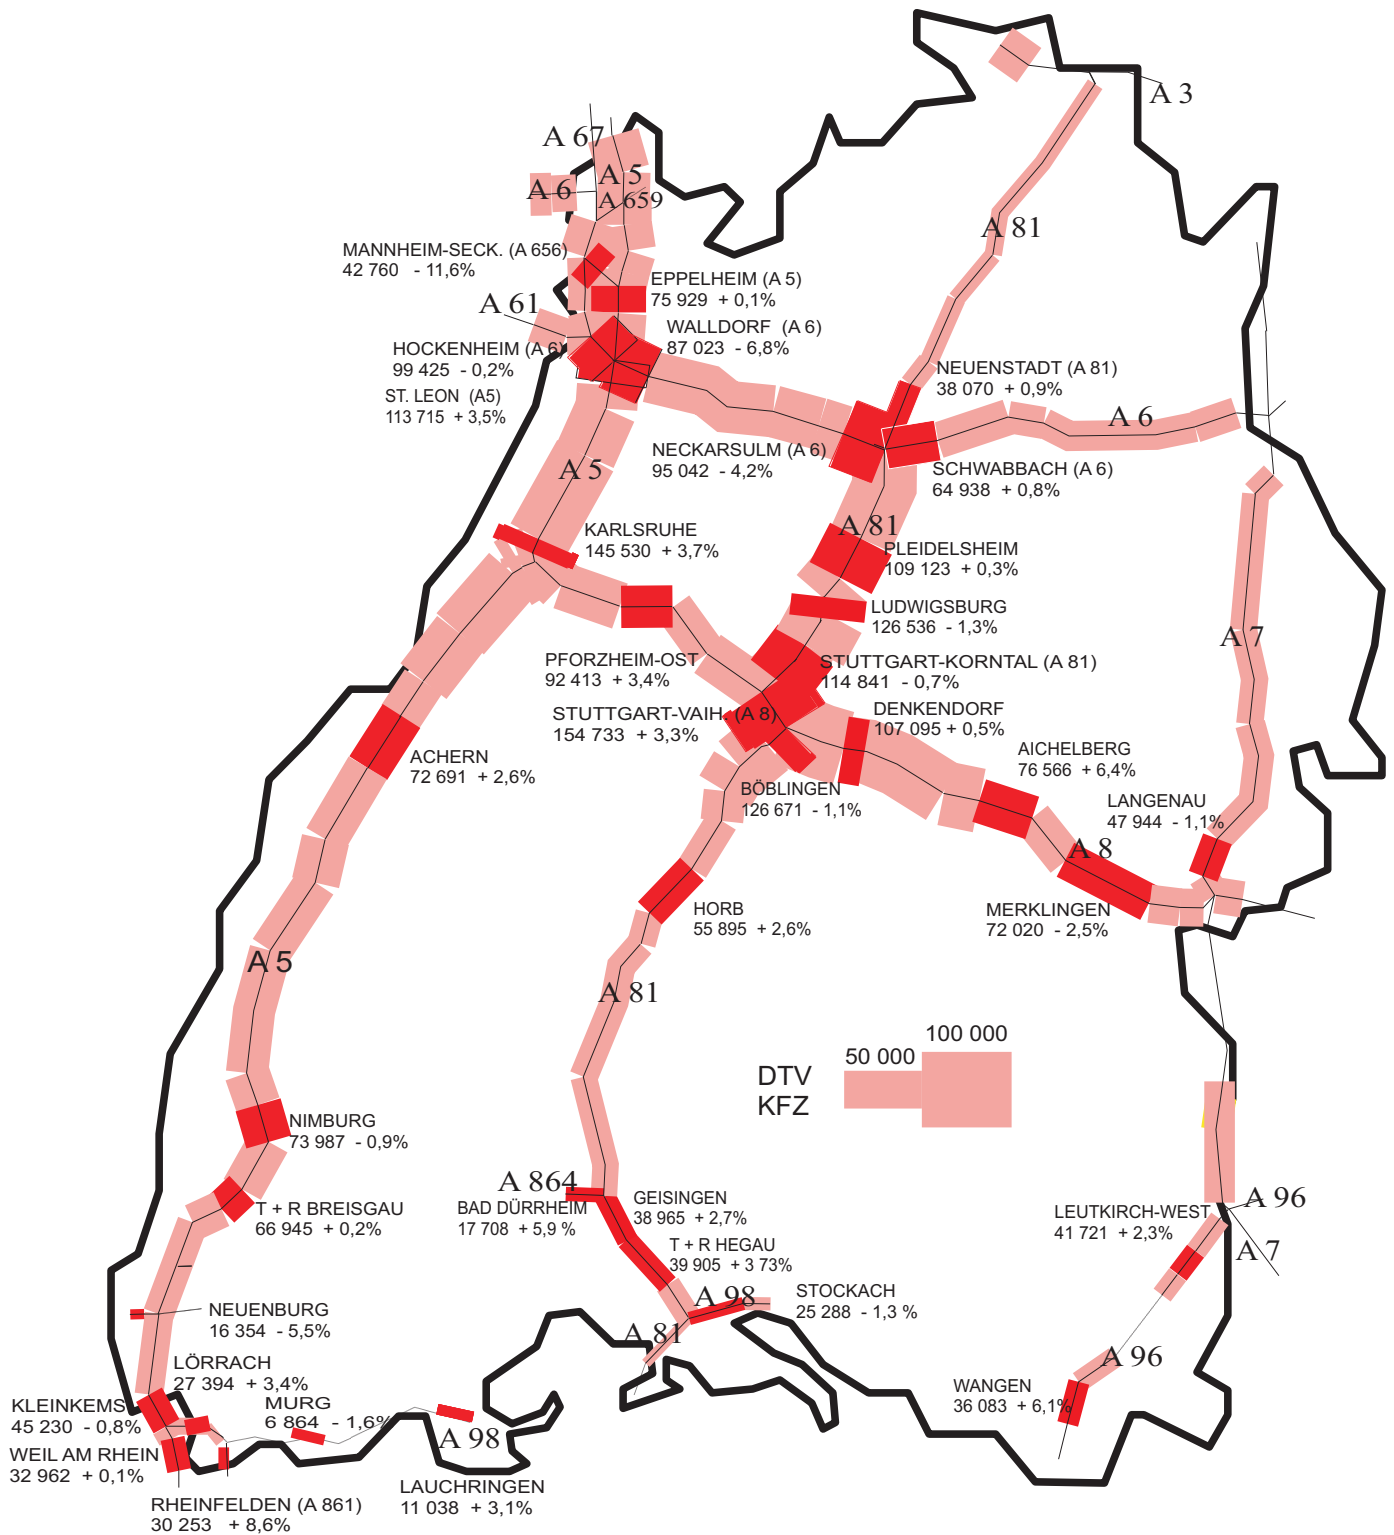 A 3
A 67
A 5
A 6
A 659
A 81
MANNHEIM-SECK. (A 656)
42 760 - 11,6%
EPPELHEIM (A 5)
75 929 + 0,1%
A 61
WALLDORF (A 6)
87 023 - 6,8%
HOCKENHEIM (A 6)
99 425 - 0,2%
NEUENSTADT (A 81)
38 070 + 0,9%
ST. LEON (A5)
113 715 + 3,5%
A 6
NECKARSULM (A 6)
95 042 - 4,2%
SCHWABBACH (A 6)
64 938 + 0,8%
A 5
A 81
KARLSRUHE
145 530 + 3,7%
PLEIDELSHEIM
109 123 + 0,3%
LUDWIGSBURG
126 536 - 1,3%
A 7
PFORZHEIM-OST
92 413 + 3,4%
STUTTGART-KORNTAL (A 81)
114 841 - 0,7%
STUTTGART-VAIH. (A 8)
154 733 + 3,3%
DENKENDORF
107 095 + 0,5%
ACHERN
72 691 + 2,6%
AICHELBERG
76 566 + 6,4%
BÖBLINGEN
126 671 - 1,1%
LANGENAU
47 944 - 1,1%
A 8
HORB
55 895 + 2,6%
MERKLINGEN
72 020 - 2,5%
A 5
A 81
100 000
50 000
DTV
KFZ
NIMBURG
73 987 - 0,9%
A 864
BAD DÜRRHEIM
17 708 + 5,9 %
GEISINGEN
38 965 + 2,7%
T + R BREISGAU
66 945 + 0,2%
LEUTKIRCH-WEST
41 721 + 2,3%
A 96
A 7
T + R HEGAU
39 905 + 3 73%
A 98
STOCKACH
25 288 - 1,3 %
NEUENBURG
16 354 - 5,5%
A 81
A 96
LÖRRACH
27 394 + 3,4%
WANGEN
36 083 + 6,1%
KLEINKEMS
45 230 - 0,8%
MURG
6 864 - 1,6%
A 98
WEIL AM RHEIN
32 962 + 0,1%
LAUCHRINGEN
11 038 + 3,1%
RHEINFELDEN (A 861)
30 253 + 8,6%